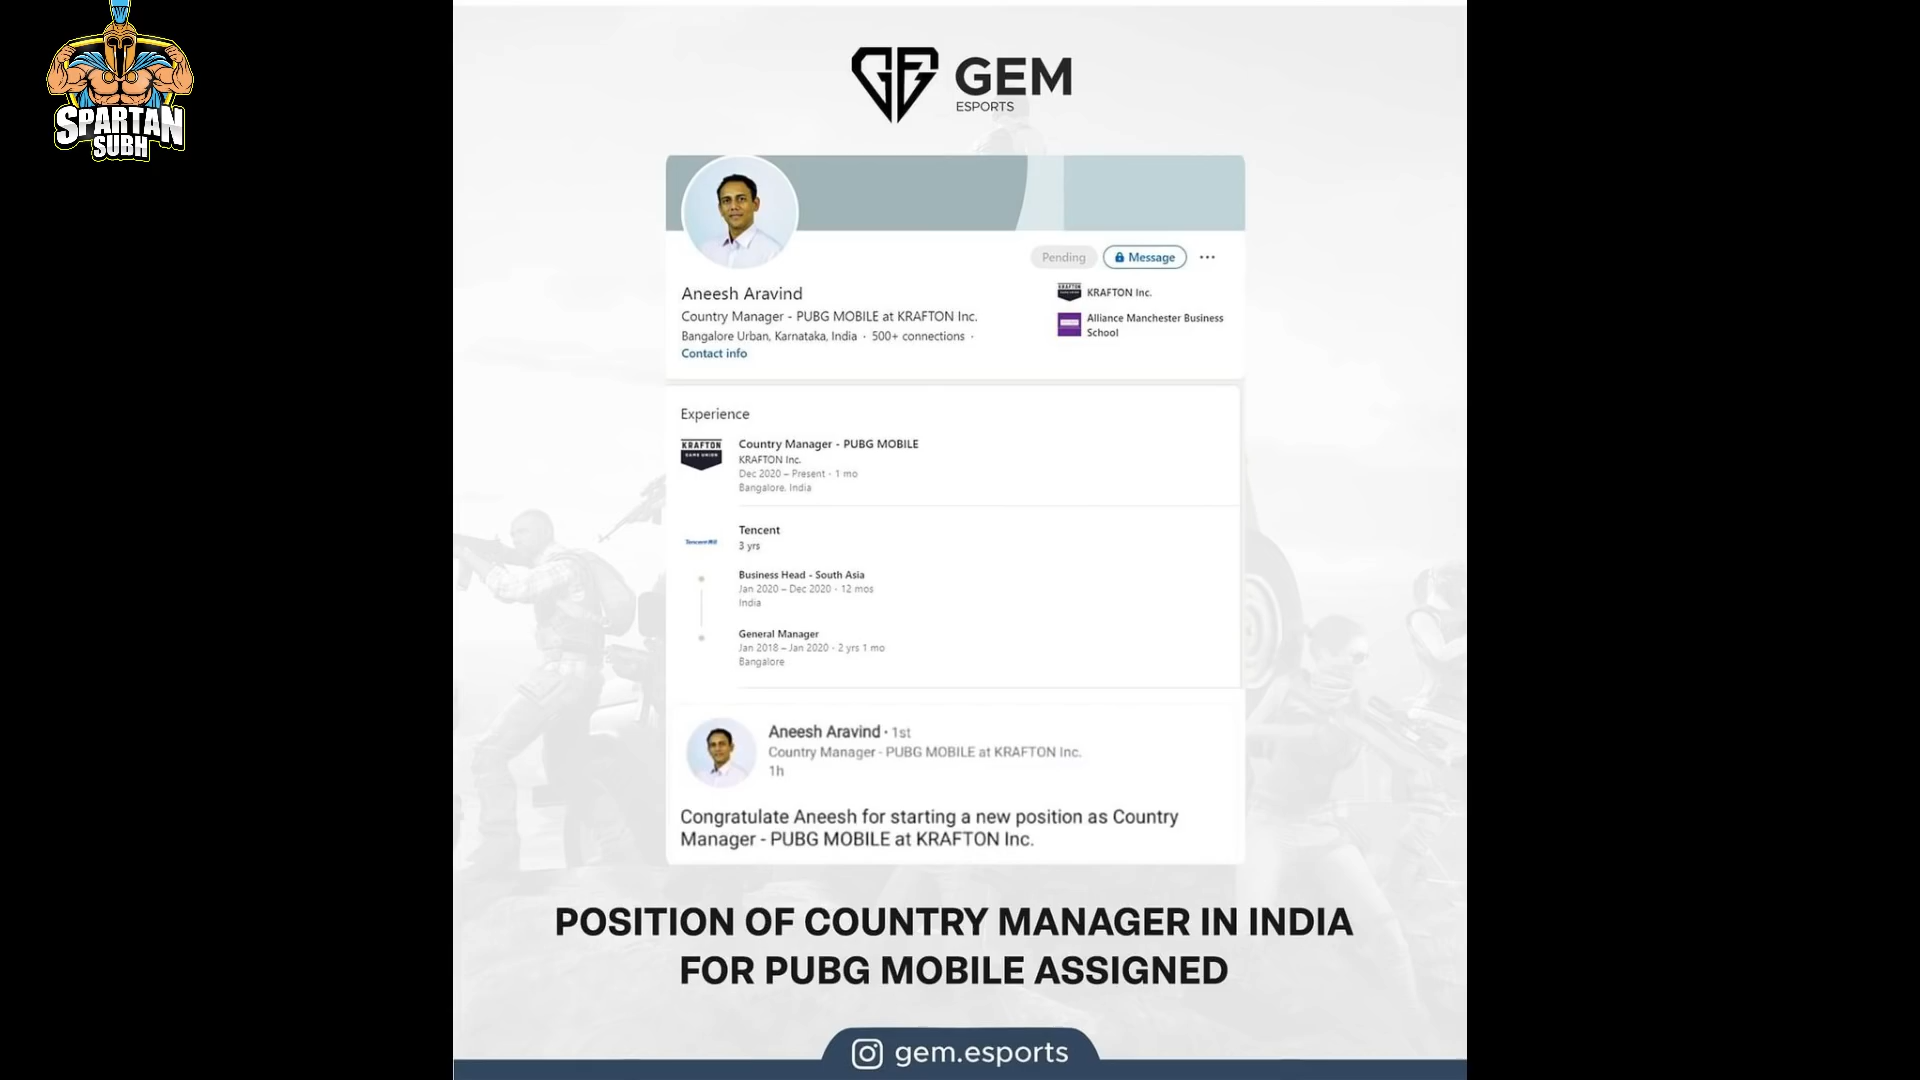 SPARTAN
SUBH
GEM
ESPORTS
Pending
Message
Aneesh Aravind
Country Manager - PUBG MOBILE at KRAFTON Inc.
Bangalore Urban, Karnataka, India · 500+ connections ·
Contact info
KRAFTON Inc.
Alliance Manchester Business
School
Experience
KRAFTON
GAME UNION
Country Manager - PUBG MOBILE
KRAFTON Inc.
Dec 2020 – Present · 1 mo
Bangalore, India
Tencent
Tencent
3 yrs
Business Head - South Asia
Jan 2020 – Dec 2020 · 12 mos
India
General Manager
Jan 2018 – Jan 2020 · 2 yrs 1 mo
Bangalore
Aneesh Aravind · 1st
Country Manager - PUBG MOBILE at KRAFTON Inc.
1h
Congratulate Aneesh for starting a new position as Country
Manager - PUBG MOBILE at KRAFTON Inc.
POSITION OF COUNTRY MANAGER IN INDIA
FOR PUBG MOBILE ASSIGNED
gem.esports